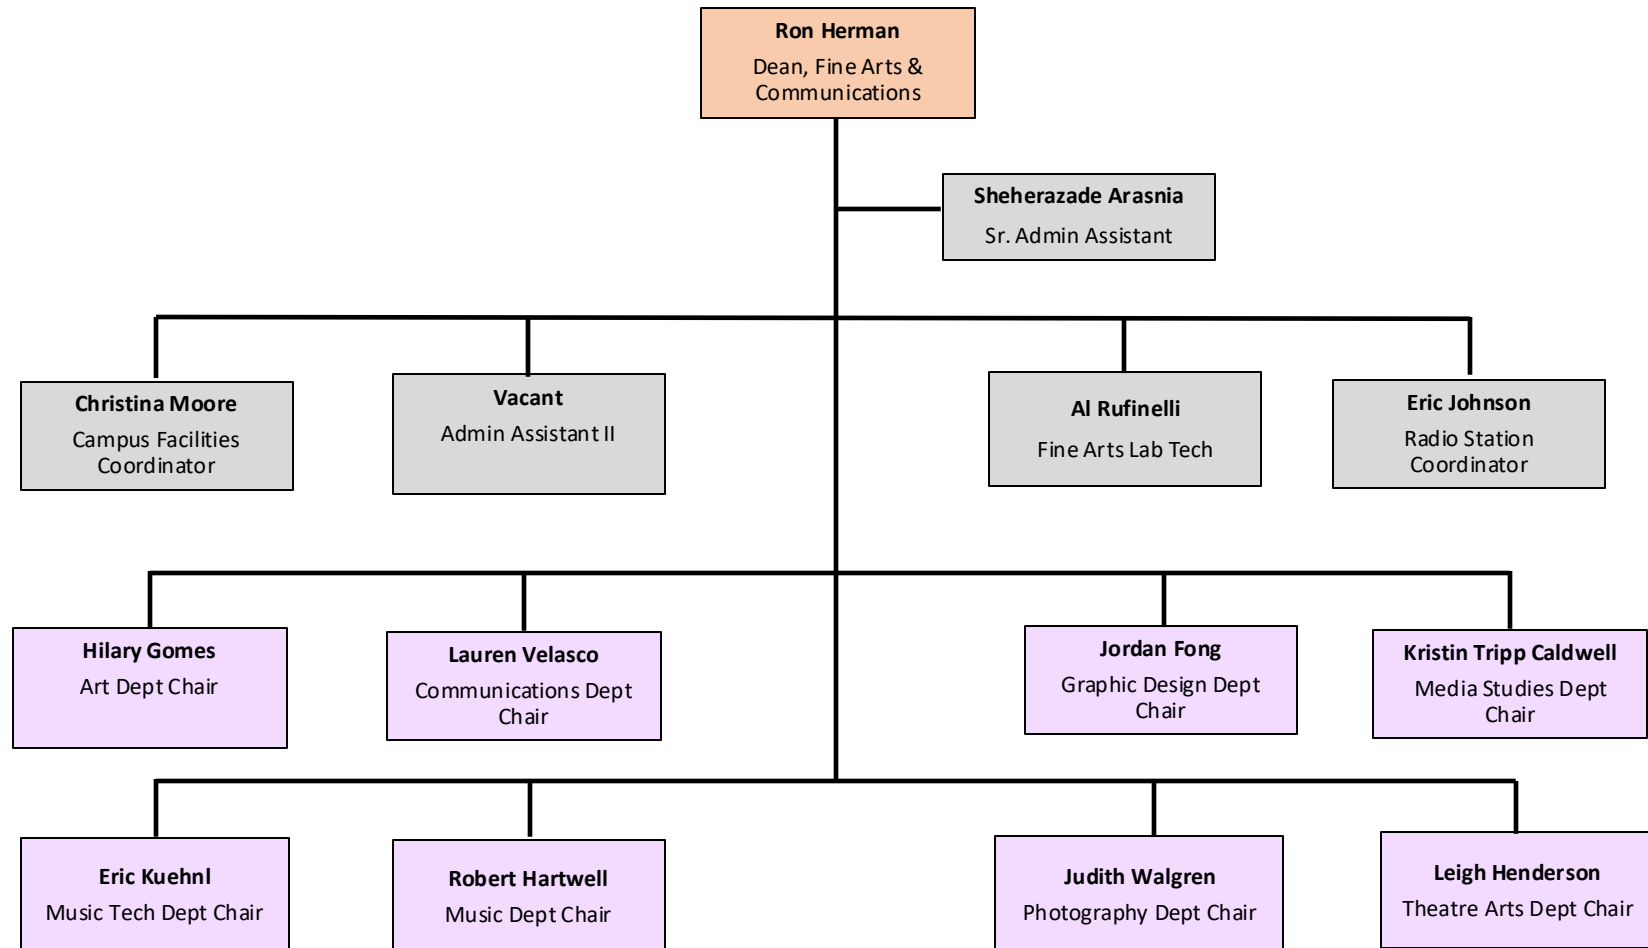 Ron Herman
Dean, Fine Arts &
Communications
Sheherazade Arasnia
Sr. Admin Assistant
Christina Moore
Campus Facilities
Coordinator
Vacant
Admin Assistant II
Al Rufinelli
Fine Arts Lab Tech
Eric Johnson
Radio Station
Coordinator
Hilary Gomes
Art Dept Chair
Lauren Velasco
Communications Dept
Chair
Jordan Fong
Graphic Design Dept
Chair
Kristin Tripp Caldwell
Media Studies Dept
Chair
Eric Kuehnl
Music Tech Dept Chair
Robert Hartwell
Music Dept Chair
Judith Walgren
Photography Dept Chair
Leigh Henderson
Theatre Arts Dept Chair